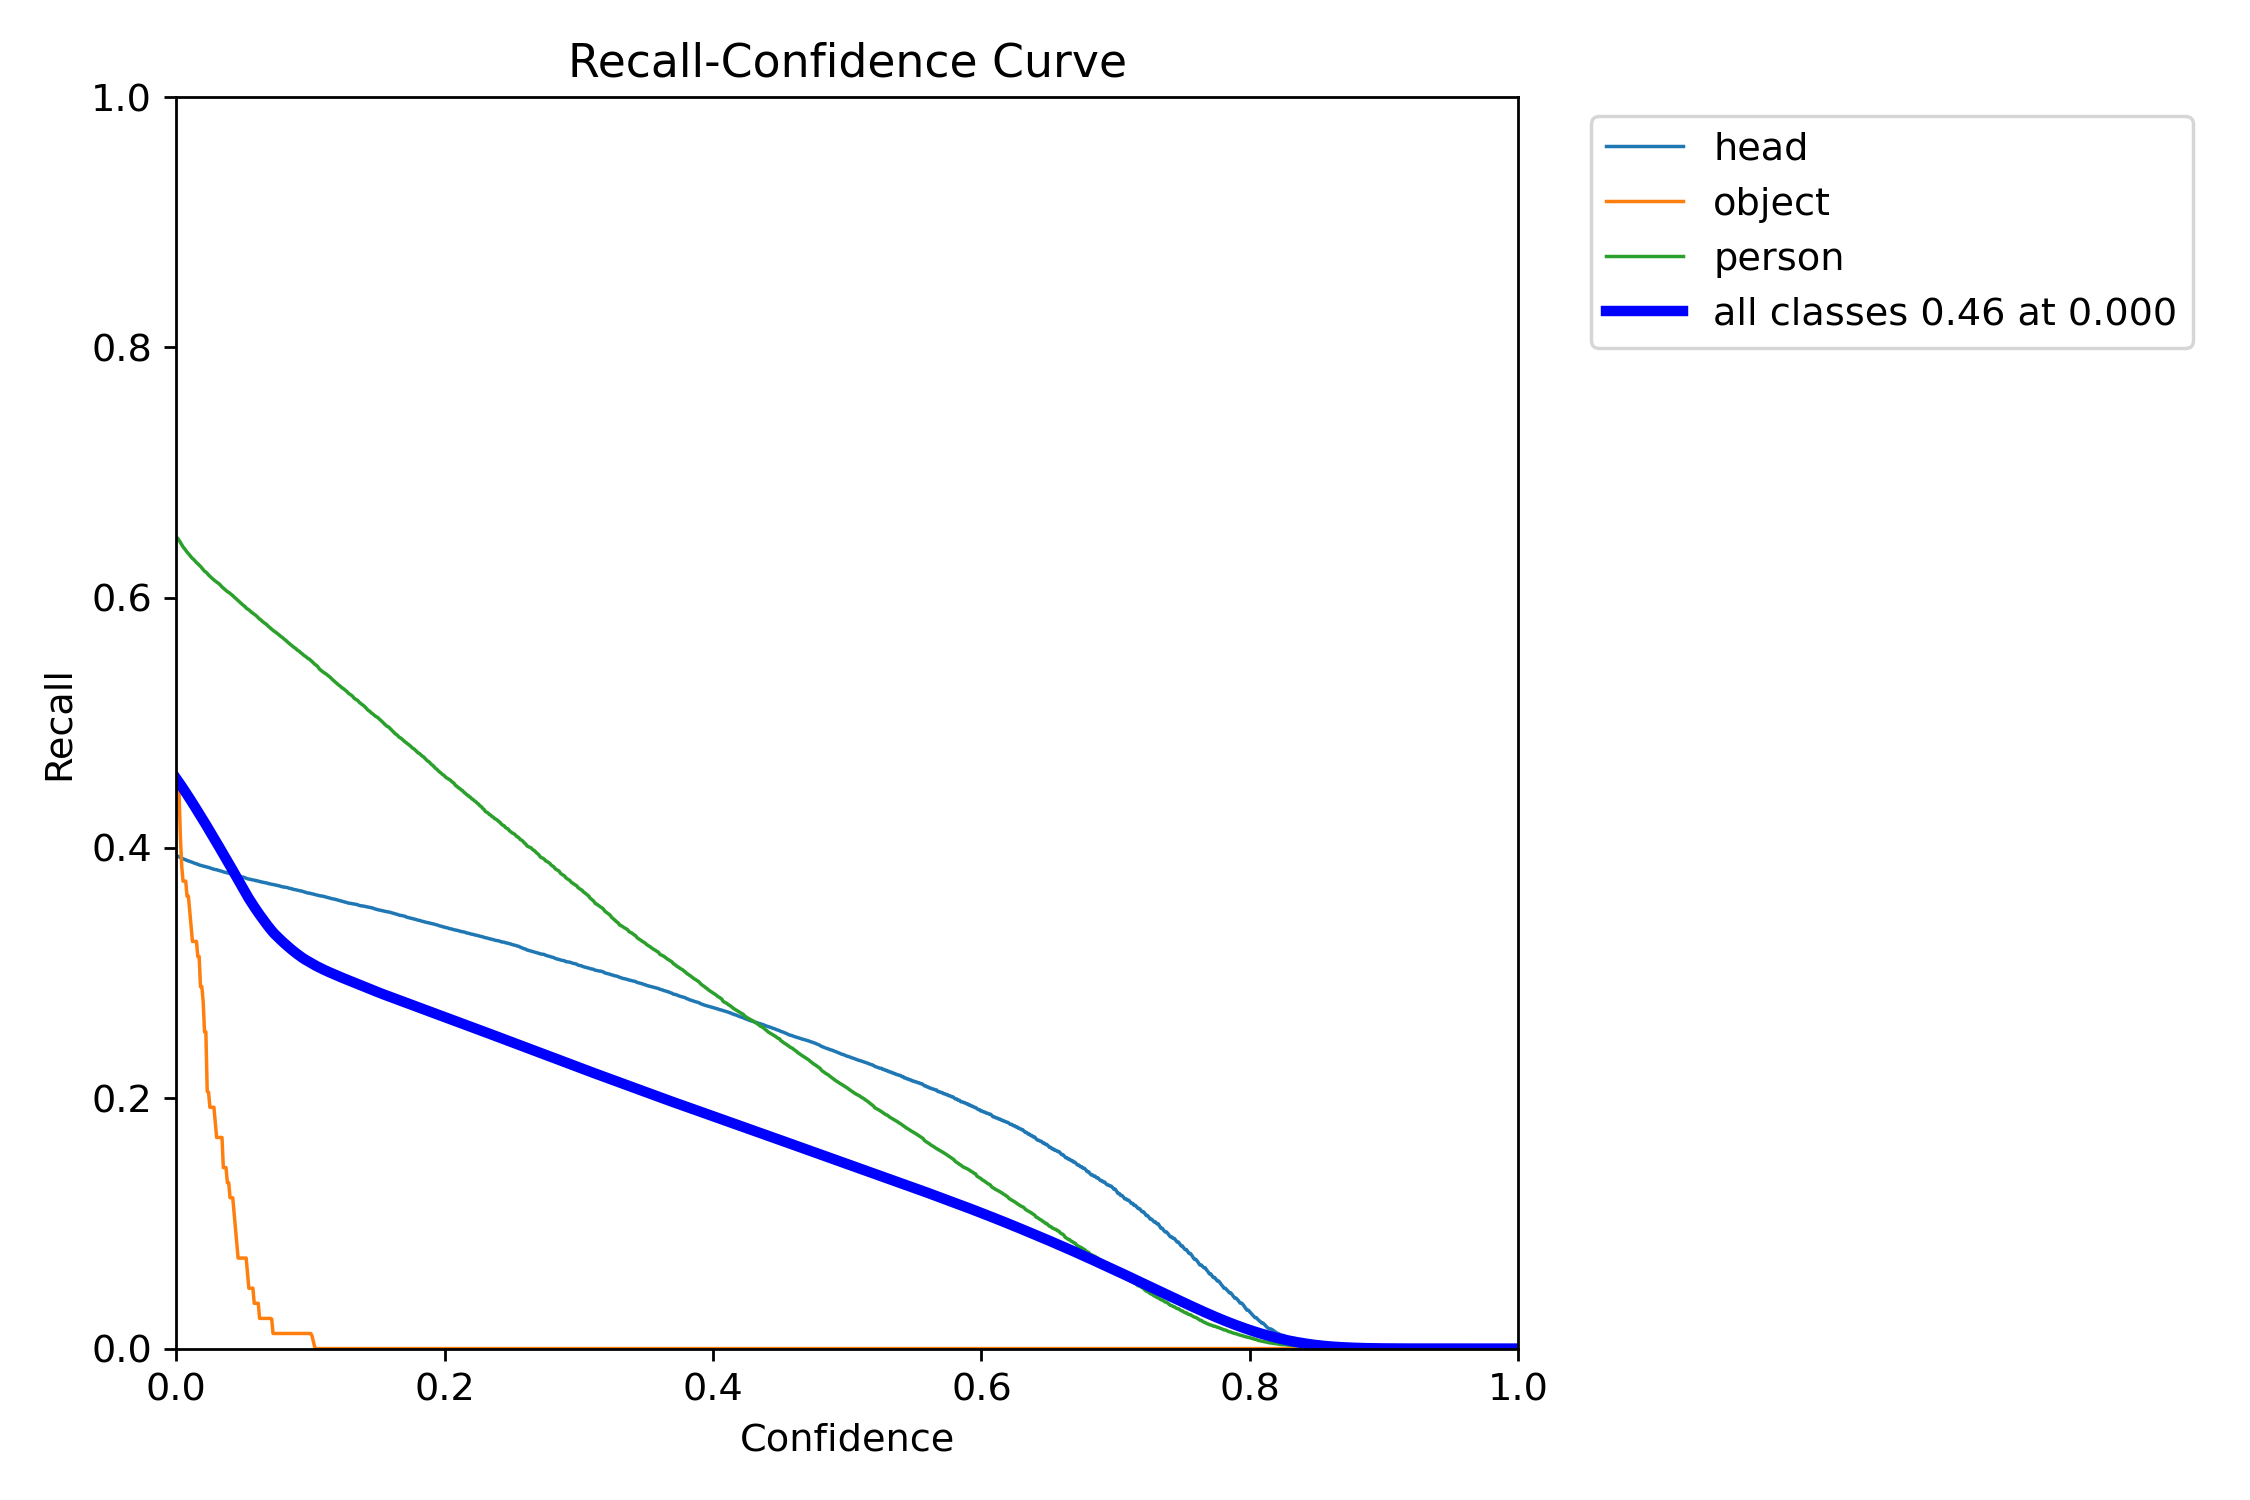 Recall-Confidence Curve
1.0
0.8
0.6
0.4
0.2
0.0
Recall
0.0 0.2 0.4 0.6 0.8 1.0
Confidence
head
object
person
all classes 0.46 at 0.000